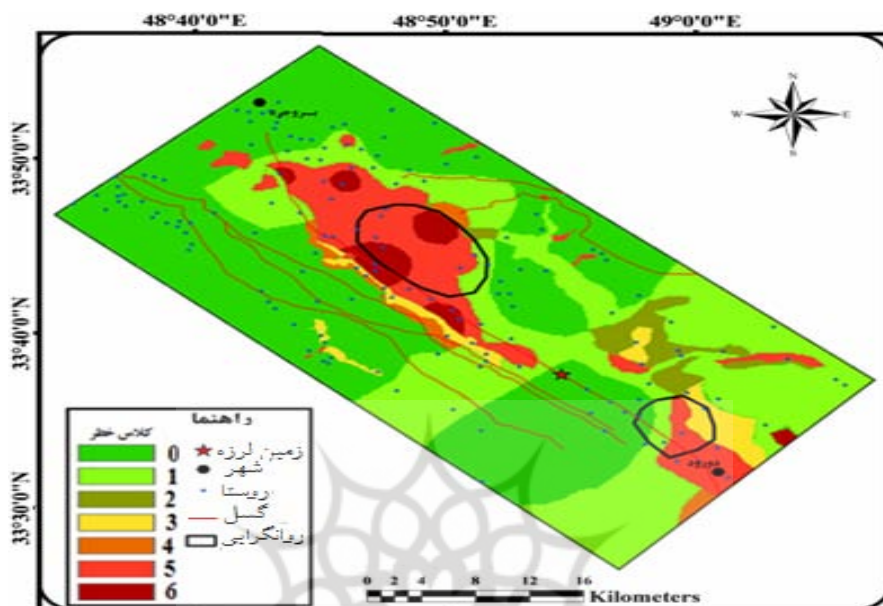 48°40'0"E 48°50'0"E 49°0'0"E
N
W E
S
بروجرد
33°50'0"N
33°40'0"N
33°30'0"N
دورود
راهنما
کلاس خطر
0
1
2
3
4
5
6
زمین لرزه
شهر
روستا
گسل
روانگرایی
0 2 4 8 12 16
Kilometers